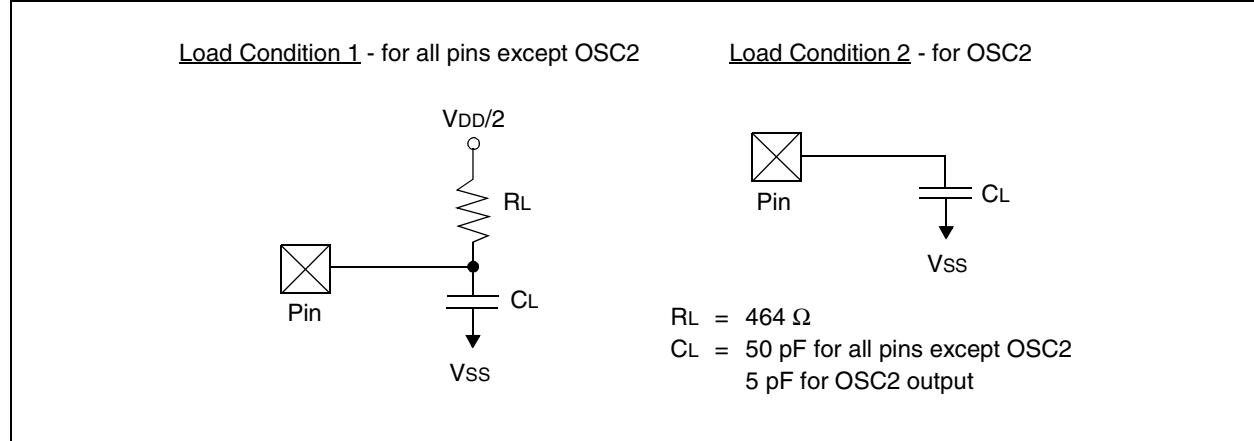 Load Condition 1 - for all pins except OSC2
VDD/2
RL
Pin
CL
VSS
Load Condition 2 - for OSC2
Pin
CL
VSS
RL = 464 Ω
CL = 50 pF for all pins except OSC2
5 pF for OSC2 output